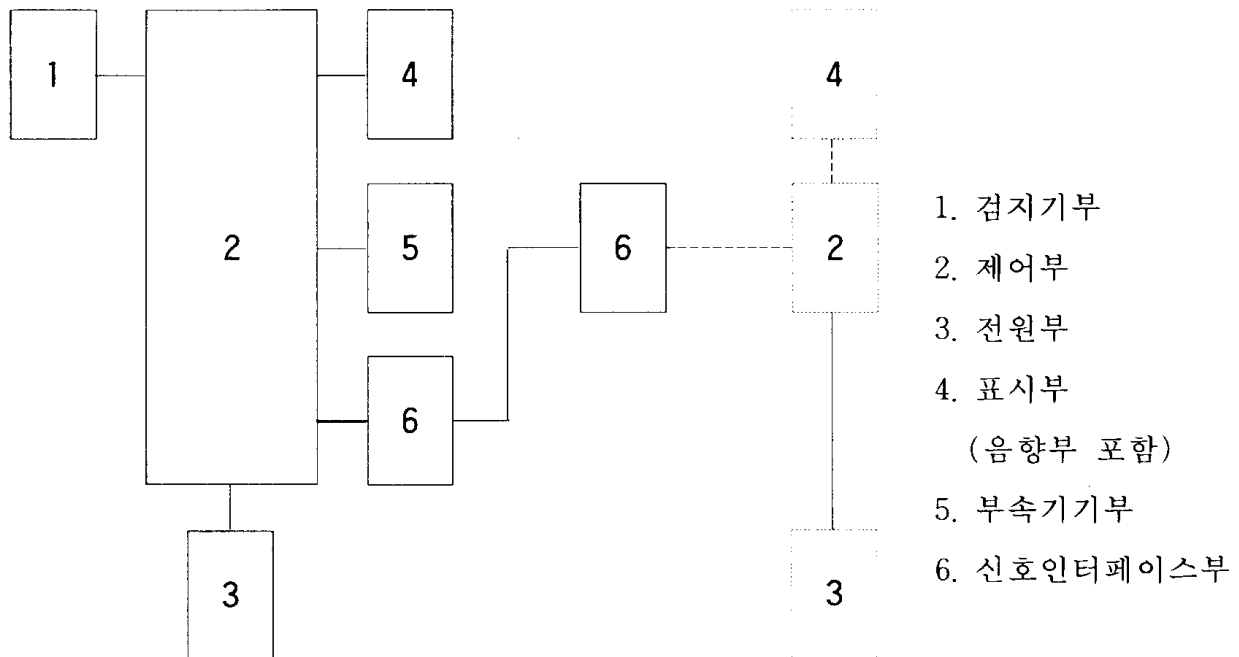 1
4
4
2
5
6
6
2
3
3
1. 검지기부
2. 제어부
3. 전원부
4. 표시부
(음향부 포함)
5. 부속기기부
6. 신호인터페이스부